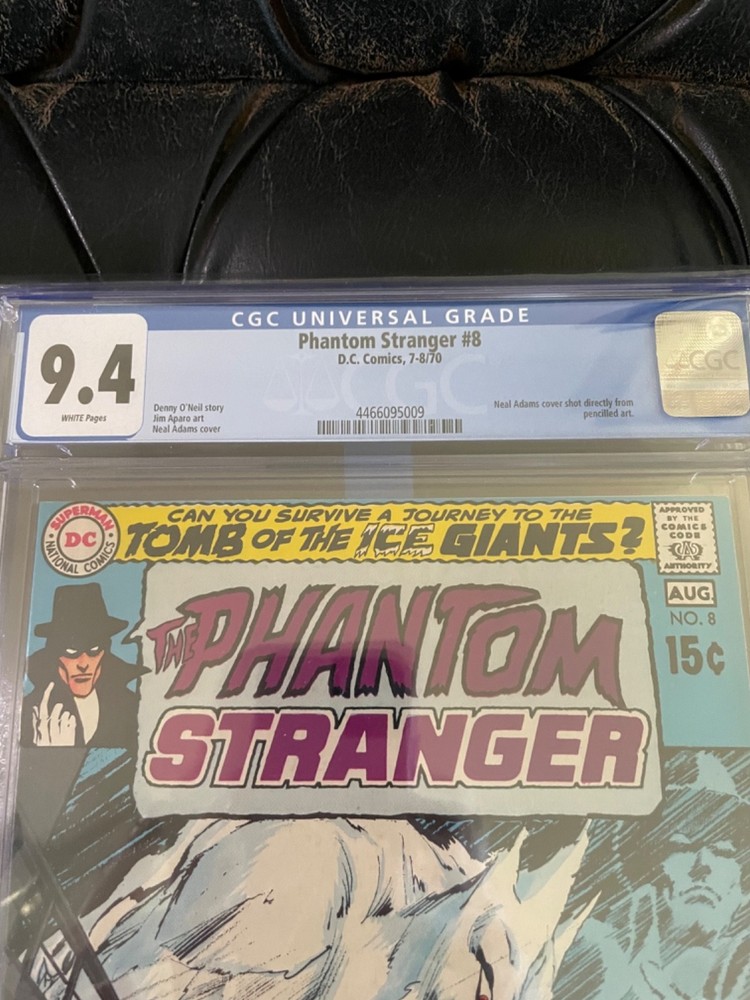 CGC UNIVERSAL GRADE
Phantom Stranger #8
D.C. Comics, 7-8/70
9.4
WHITE Pages
Denny O'Neil story
Jim Aparo art
Neal Adams cover
4466095009
Neal Adams cover shot directly from
pencilled art.
CGC
CGC
SUPERMAN
DC
NATIONAL COMICS
CAN YOU SURVIVE A JOURNEY TO THE
TOMB OF THE ICE GIANTS?
APPROVED
BY THE
COMICS
CODE
CA
AUTHORITY
AUG.
NO. 8
15¢
THE PHANTOM
STRANGER